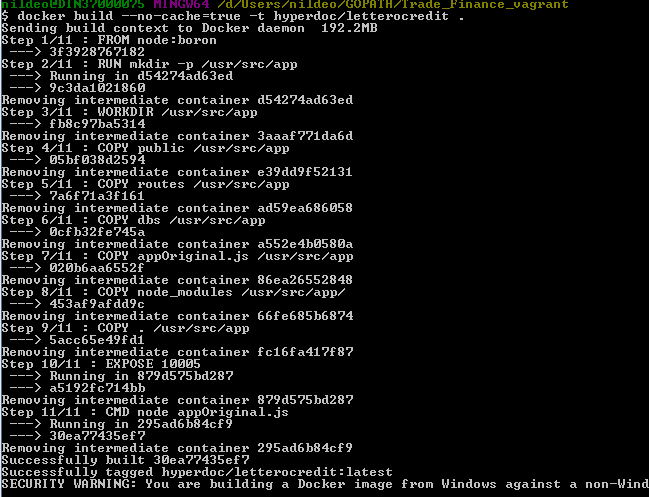 nildeo@DIN37000075 MINGW64 /d/Users/nildeo/GOPATH/Trade_Finance_vagrant
$ docker build --no-cache=true -t hyperdoc/letterocredit .
Sending build context to Docker daemon  192.2MB
Step 1/11 : FROM node:boron
 ---> 3f3928767182
Step 2/11 : RUN mkdir -p /usr/src/app
 ---> Running in d54274ad63ed
 ---> 9c3da1021860
Removing intermediate container d54274ad63ed
Step 3/11 : WORKDIR /usr/src/app
 ---> fb8c97ba5314
Removing intermediate container 3aaaf771da6d
Step 4/11 : COPY public /usr/src/app
 ---> 05bf038d2594
Removing intermediate container e39dd9f52131
Step 5/11 : COPY routes /usr/src/app
 ---> 7a6f71a3f161
Removing intermediate container ad59ea686058
Step 6/11 : COPY dbs /usr/src/app
 ---> 0cfb32fe745a
Removing intermediate container a552e4b0580a
Step 7/11 : COPY appOriginal.js /usr/src/app
 ---> 020b6aa6552f
Removing intermediate container 86ea26552848
Step 8/11 : COPY node_modules /usr/src/app/
 ---> 453af9afdd9c
Removing intermediate container 66fe685b6874
Step 9/11 : COPY . /usr/src/app
 ---> 5acc65e49fd1
Removing intermediate container fc16fa417f87
Step 10/11 : EXPOSE 10005
 ---> Running in 879d575bd287
 ---> a5192fc714bb
Removing intermediate container 879d575bd287
Step 11/11 : CMD node appOriginal.js
 ---> Running in 295ad6b84cf9
 ---> 30ea77435ef7
Removing intermediate container 295ad6b84cf9
Successfully built 30ea77435ef7
Successfully tagged hyperdoc/letterocredit:latest
SECURITY WARNING: You are building a Docker image from Windows against a non-Wind